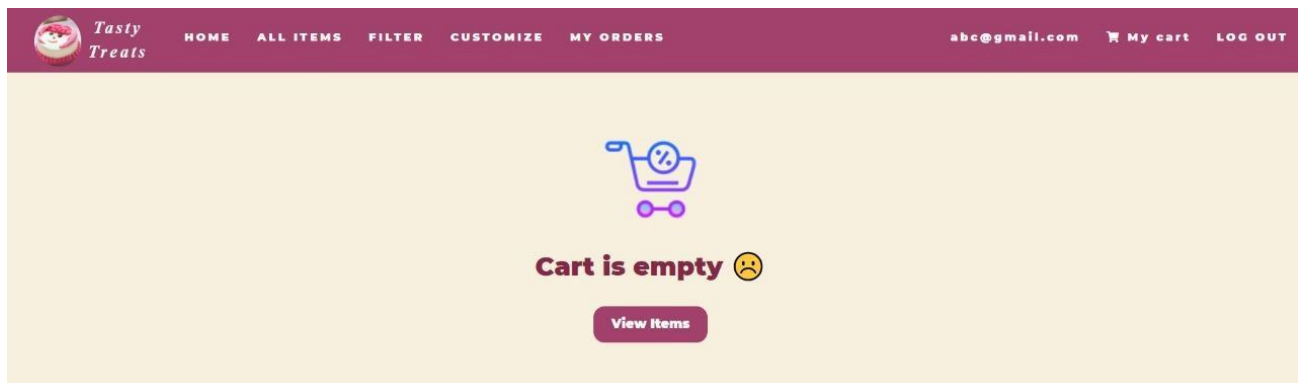 Tasty
Treats
HOME ALL ITEMS FILTER CUSTOMIZE MY ORDERS abc@gmail.com My cart LOG OUT
%
Cart is empty ☹
View Items